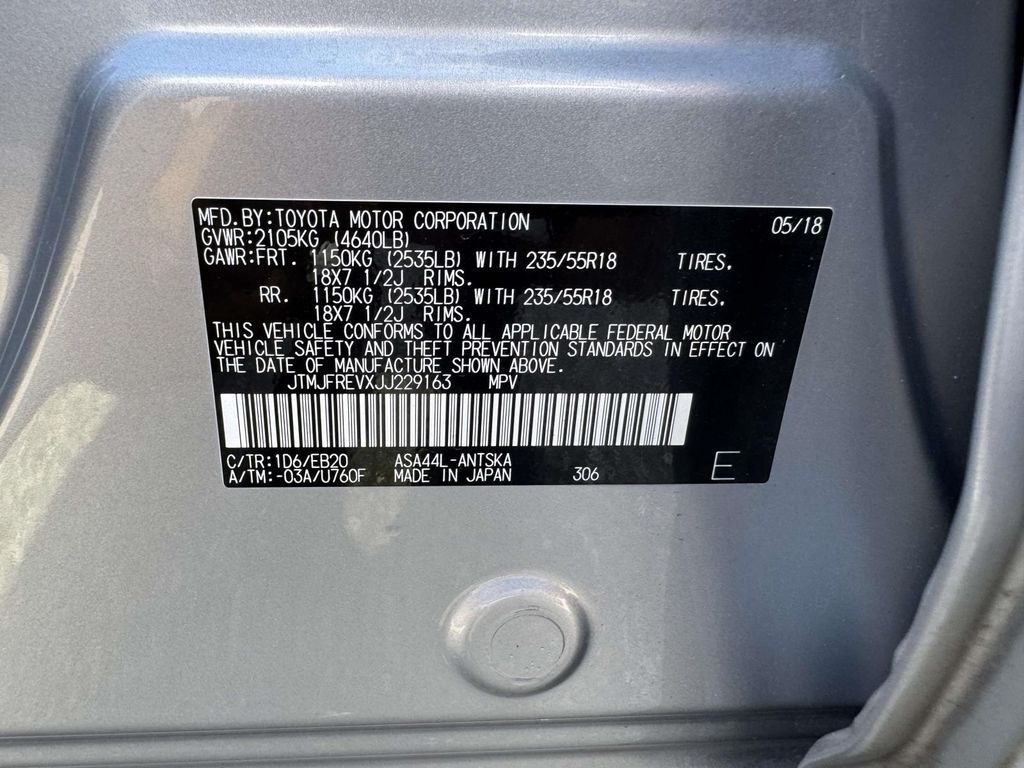 MFD.BY:TOYOTA MOTOR CORPORATION 05/18
GVWR:2105KG (4640LB)
GAWR:FRT. 1150KG (2535LB) WITH 235/55R18 TIRES.
18X7 1/2J RIMS.
RR. 1150KG (2535LB) WITH 235/55R18 TIRES.
18X7 1/2J RIMS.
THIS VEHICLE CONFORMS TO ALL APPLICABLE FEDERAL MOTOR
VEHICLE SAFETY AND THEFT PREVENTION STANDARDS IN EFFECT ON
THE DATE OF MANUFACTURE SHOWN ABOVE.
JTMJFREVXJJ229163 MPV
C/TR:1D6/EB20 ASA44L-ANTSKA
A/TM:-03A/U760F MADE IN JAPAN 306 E